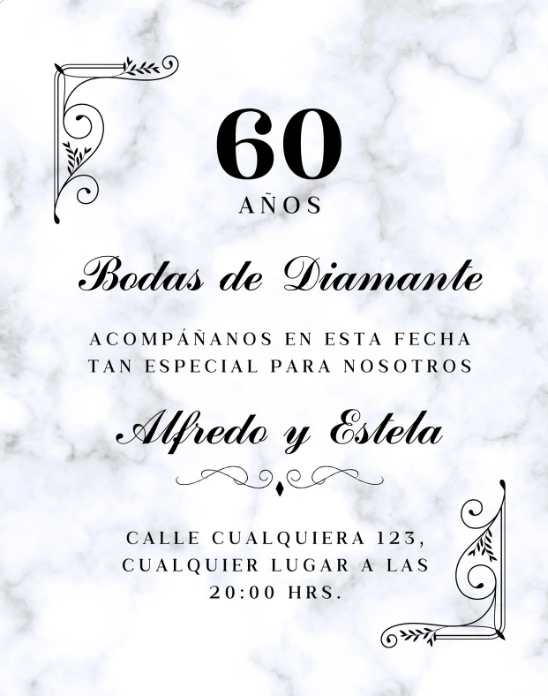 60
AÑOS
Bodas de Diamante
ACOMPÁÑANOS EN ESTA FECHA
TAN ESPECIAL PARA NOSOTROS
Alfredo y Estela
CALLE CUALQUIERA 123,
CUALQUIER LUGAR A LAS
20:00 HRS.